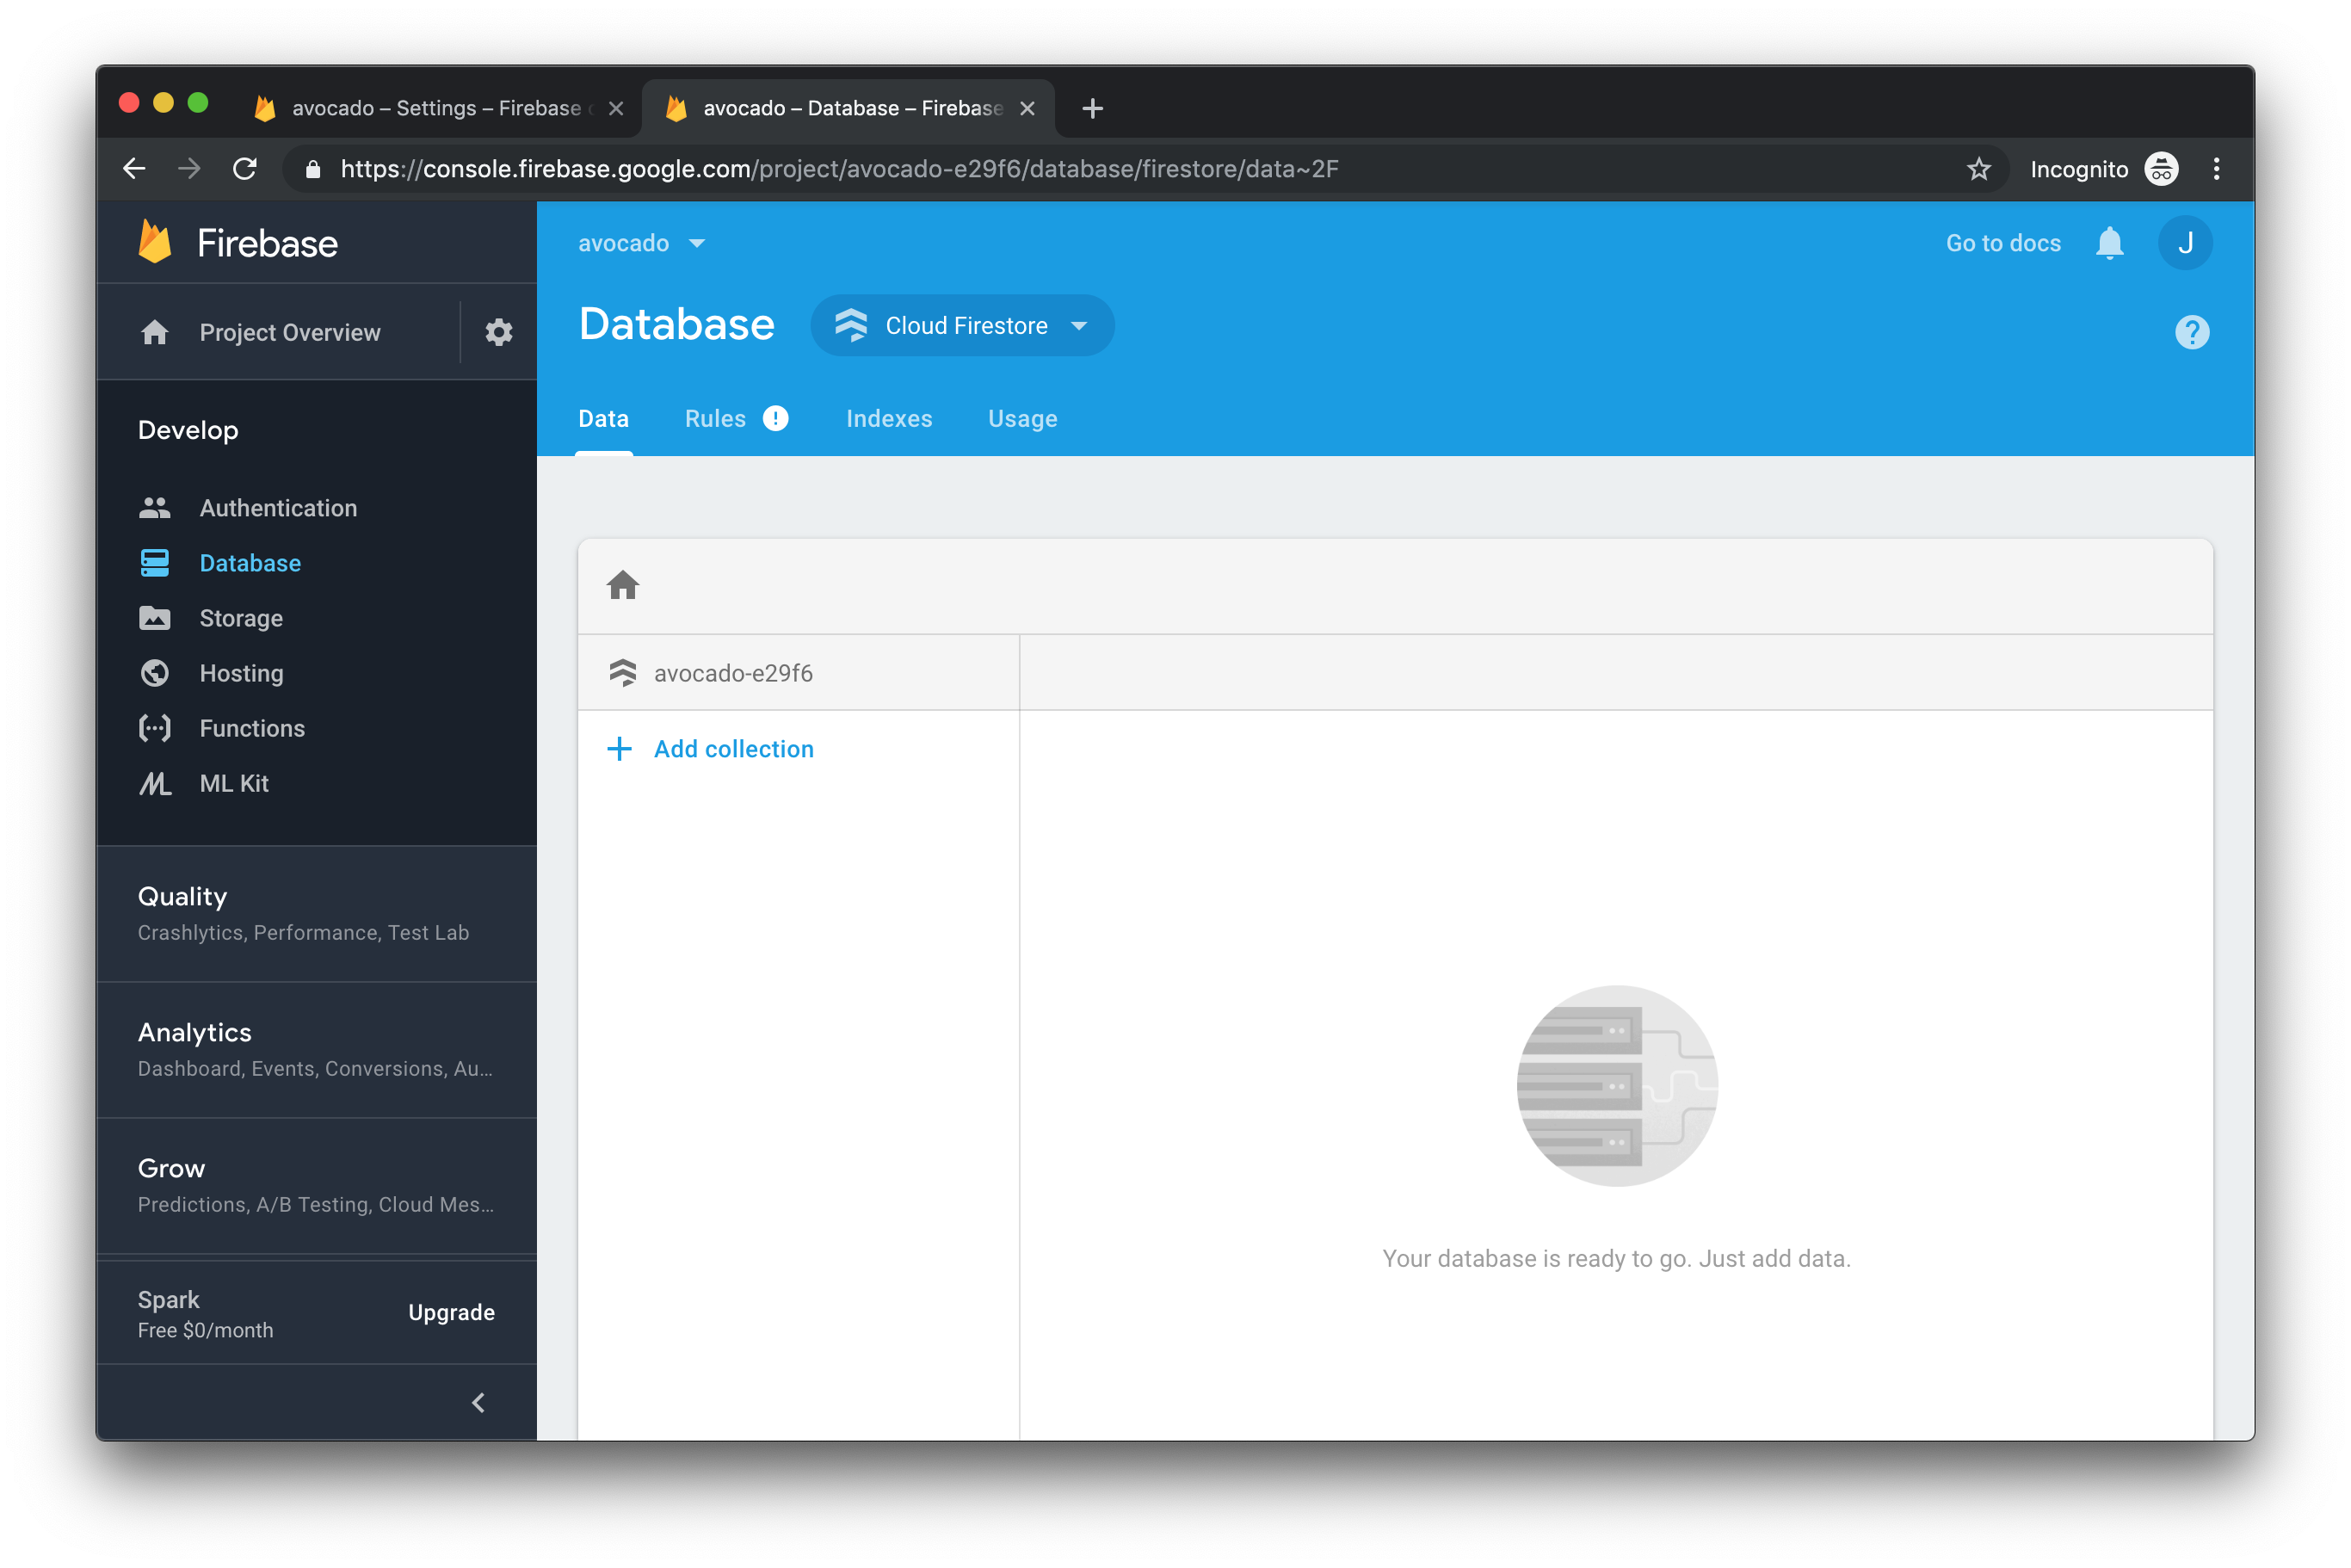 avocado – Settings – Firebase
avocado – Database – Firebase
https://console.firebase.google.com/project/avocado-e29f6/database/firestore/data~2F
Incognito
Firebase
Project Overview
Develop
Authentication
Database
Storage
Hosting
Functions
ML Kit
Quality
Crashlytics, Performance, Test Lab
Analytics
Dashboard, Events, Conversions, Au...
Grow
Predictions, A/B Testing, Cloud Mes...
Spark
Free $0/month
Upgrade
avocado
Go to docs
J
Database
Cloud Firestore
Data
Rules
Indexes
Usage
avocado-e29f6
Add collection
Your database is ready to go. Just add data.